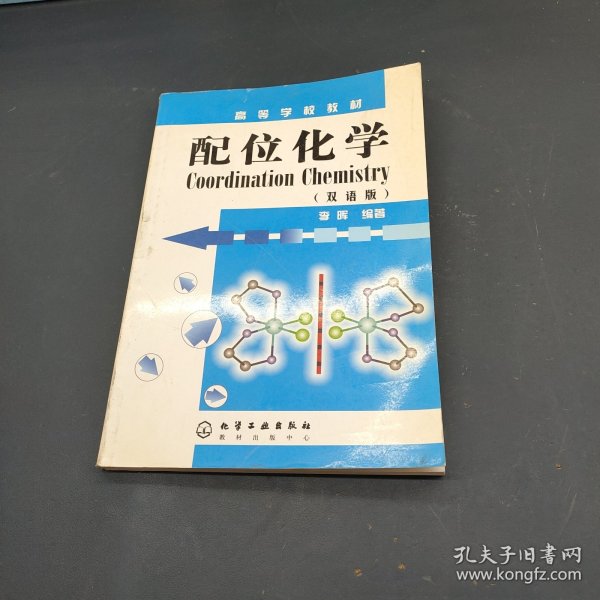 高等学校教材
配位化学
Coordination Chemistry
(双语版)
李晖 编著
化学工业出版社
教材出版中心
孔夫子旧书网
www.kongfz.com